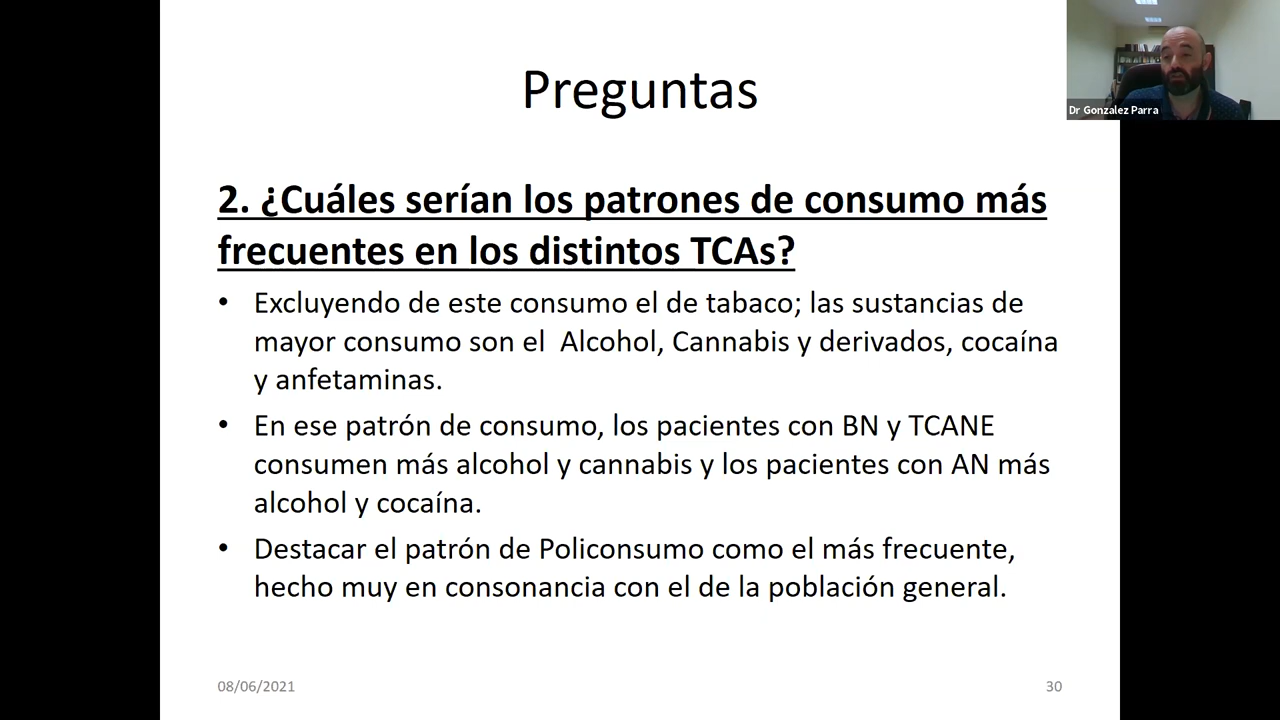 Dr Gonzalez Parra
Preguntas
2. ¿Cuáles serían los patrones de consumo más
frecuentes en los distintos TCAs?
• Excluyendo de este consumo el de tabaco; las sustancias de
mayor consumo son el  Alcohol, Cannabis y derivados, cocaína
y anfetaminas.
• En ese patrón de consumo, los pacientes con BN y TCANE
consumen más alcohol y cannabis y los pacientes con AN más
alcohol y cocaína.
• Destacar el patrón de Policonsumo como el más frecuente,
hecho muy en consonancia con el de la población general.
08/06/2021
30